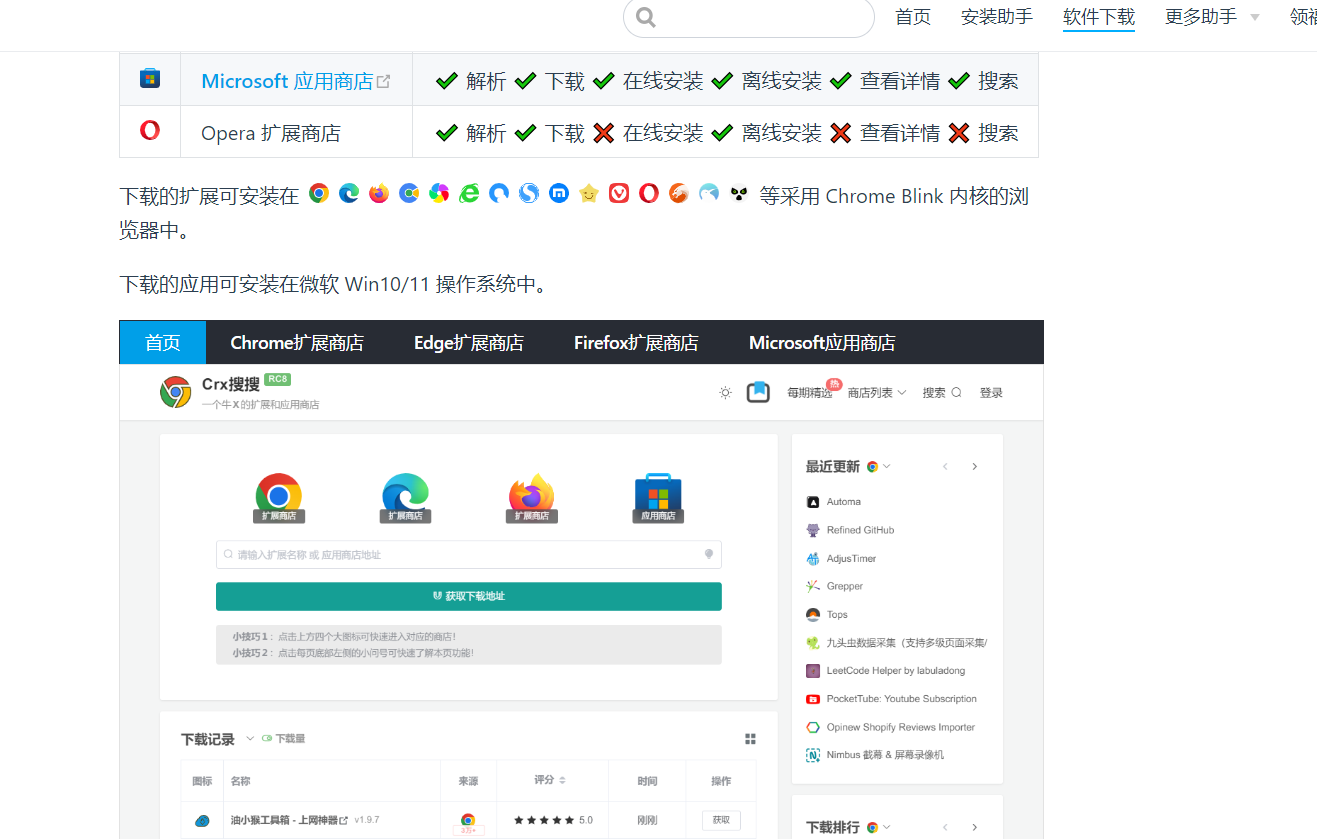 首页 安装助手 软件下载 更多助手 领福
Microsoft 应用商店 解析 下载 在线安装 离线安装 查看详情 搜索
Opera 扩展商店 解析 下载 在线安装 离线安装 查看详情 搜索
下载的扩展可安装在 等采用 Chrome Blink 内核的浏
览器中。
下载的应用可安装在微软 Win10/11 操作系统中。
首页 Chrome扩展商店 Edge扩展商店 Firefox扩展商店 Microsoft应用商店
Crx搜搜 RC8
一个牛X的扩展和应用商店
每期精选 热 商店列表 搜索 登录
扩展商店 扩展商店 扩展商店 应用商店
请输入扩展名称 或 应用商店地址
获取下载地址
小技巧1：点击上方四个大图标可快速进入对应的商店！
小技巧2：点击每页底部左侧的小问号可快速了解本页功能！
最近更新
Automa
Refined GitHub
AdjusTimer
Grepper
Tops
九头虫数据采集（支持多级页面采集/
LeetCode Helper by labuladong
PocketTube: Youtube Subscription
Opinew Shopify Reviews Importer
Nimbus 截幕 & 屏幕录像机
下载记录 下载量
图标 名称 来源 评分 时间 操作
油小猴工具箱 - 上网神器 v1.9.7 3万+ 5.0 刚刚 获取
下载排行